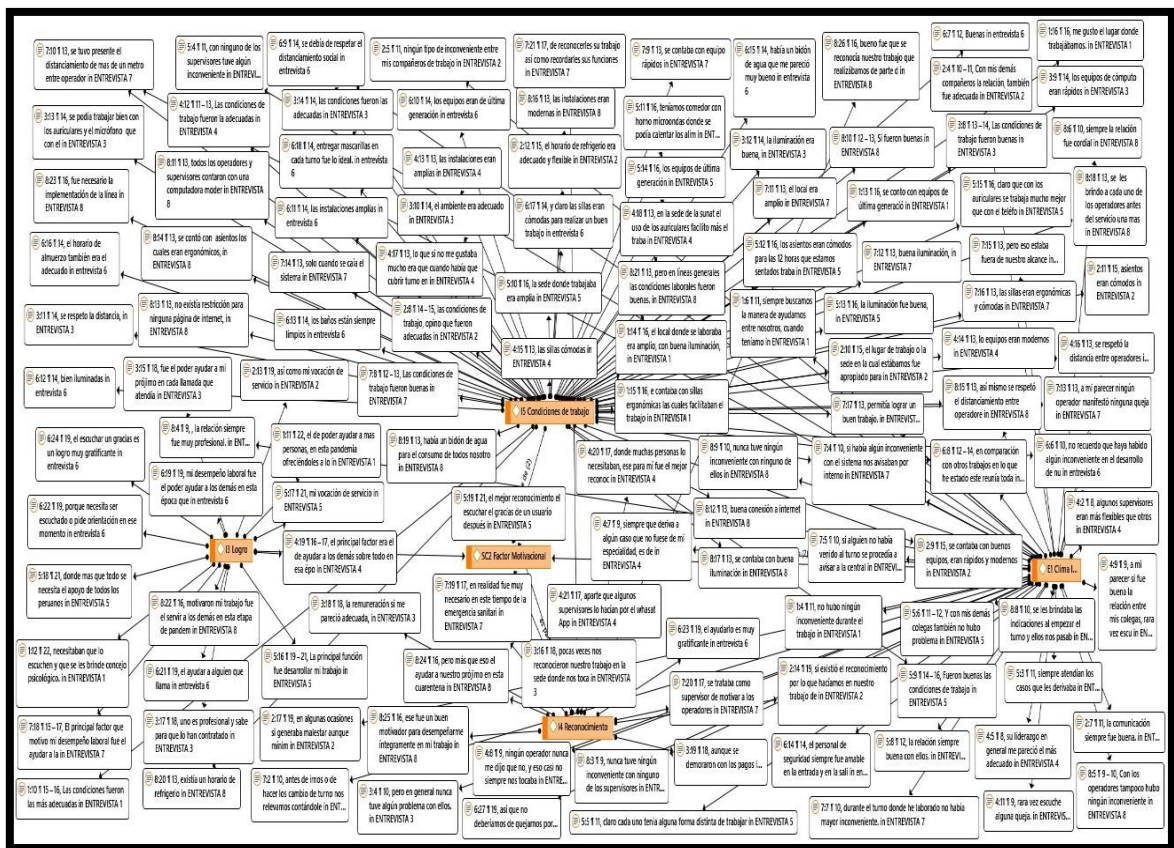 7:10 ¶ 13, se tuvo presente el
distanciamiento de mas de un metro
entre operador in ENTREVISTA 7
5:4 ¶ 11, con ninguno de los
supervisores tuve algún
inconveniente in ENTREVI...
6:9 ¶ 14, se debía de respetar el
distanciamiento social in
entrevista 6
2:5 ¶ 11, ningún tipo de inconveniente entre
mis compañeros de trabajo in ENTREVISTA 2
7:21 ¶ 17, de reconocerles su trabajo
así como recordarles sus
funciones in ENTREVISTA 7
7:9 ¶ 13, se contaba con equipo
rápidos in ENTREVISTA 7
6:15 ¶ 14, había un bidón
de agua que me pareció
muy bueno in entrevista
6
8:26 ¶ 16, bueno fue que se
reconocía nuestro trabajo que
realizábamos de parte d in
ENTREVISTA 8
6:7 ¶ 12, Buenas in entrevista 6
1:16 ¶ 16, me gusto el lugar donde
trabajábamos. in ENTREVISTA 1
2:4 ¶ 10–11, Con mis demás
compañeros la relación, también
fue adecuada in ENTREVISTA 2
3:9 ¶ 14, los equipos de cómputo
eran rápidos in ENTREVISTA 3
4:12 ¶ 11–13, Las condiciones de
trabajo fueron la adecuadas in
ENTREVISTA 4
3:14 ¶ 14, las condiciones fueron las
adecuadas in ENTREVISTA 3
6:10 ¶ 14, los equipos eran de última
generación in entrevista 6
8:16 ¶ 13, las instalaciones eran
modernas in ENTREVISTA 8
5:11 ¶ 16, teníamos comedor con
horno microondas donde se
podía calentar los alim in ENT...
3:13 ¶ 14, se podía trabajar bien con
los auriculares y el micrófono que
con el in ENTREVISTA 3
6:18 ¶ 14, entregar mascarillas en
cada turno fue lo ideal. in entrevista
6
4:13 ¶ 13, las instalaciones eran
amplias in ENTREVISTA 4
2:12 ¶ 15, el horario de refrigerio era
adecuado y flexible in ENTREVISTA 2
3:12 ¶ 14, la iluminación era
buena, in ENTREVISTA 3
8:10 ¶ 12–13, Si fueron buenas in
ENTREVISTA 8
3:8 ¶ 13–14, Las condiciones de
trabajo fueron buenas in
ENTREVISTA 3
8:6 ¶ 10, siempre la relación
fue cordial in ENTREVISTA 8
8:11 ¶ 13, todos los operadores y
supervisores contaron con una
computadora moder in ENTREVISTA
8
5:14 ¶ 16, los equipos de última
generación in ENTREVISTA 5
8:23 ¶ 16, fue necesario la
implementación de la línea in
ENTREVISTA 8
6:11 ¶ 14, las instalaciones amplias in
entrevista 6
3:10 ¶ 14, el ambiente era adecuado
in ENTREVISTA 3
6:17 ¶ 14, y claro las sillas eran
cómodas para realizar un buen
trabajo in entrevista 6
4:18 ¶ 13, en la sede de la sunat el
uso de los auriculares facilito más el
traba in ENTREVISTA 4
7:11 ¶ 13, el local era
amplio in ENTREVISTA 7
1:13 ¶ 16, se conto con equipos de
última generació in ENTREVISTA 1
5:15 ¶ 16, claro que con los
auriculares se trabaja mucho mejor
que con el teléfo in ENTREVISTA 5
8:18 ¶ 13, se les
brindo a cada uno de
los operadores antes
del servicio una mas
in ENTREVISTA 8
6:16 ¶ 14, el horario de
almuerzo también era el
adecuado in entrevista 6
8:14 ¶ 13, se contó con asientos los
cuales eran ergonómicos, in
ENTREVISTA 8
7:14 ¶ 13, solo cuando se caía el
sistema in ENTREVISTA 7
4:17 ¶ 13, lo que si no me gustaba
mucho era que cuando había que
cubrir turno en in ENTREVISTA 4
5:10 ¶ 16, la sede donde trabajaba
era amplia in ENTREVISTA 5
8:21 ¶ 13, pero en líneas generales
las condiciones laborales fueron
buenas. in ENTREVISTA 8
5:12 ¶ 16, los asientos eran cómodos
para las 12 horas que estamos
sentados traba in ENTREVISTA 5
7:12 ¶ 13, buena iluminación, in
ENTREVISTA 7
7:15 ¶ 13, pero eso estaba
fuera de nuestro alcance in...
2:11 ¶ 15, asientos
eran cómodos in
ENTREVISTA 2
8:13 ¶ 13, no existía restricción para
ninguna página de internet, in
ENTREVISTA 8
6:13 ¶ 14, los baños están siempre
limpios in entrevista 6
2:8 ¶ 14–15, las condiciones de
trabajo, opino que fueron
adecuadas in ENTREVISTA 2
1:6 ¶ 11, siempre buscamos
la manera de ayudarnos
entre nosotros, cuando
teníamo in ENTREVISTA 1
7:16 ¶ 13, las sillas eran ergonómicas
y cómodas in ENTREVISTA 7
3:11 ¶ 14, se respeto la distancia, in
ENTREVISTA 3
1:14 ¶ 16, el local donde se laboraba
era amplio, con buena iluminación,
in ENTREVISTA 1
5:13 ¶ 16, la iluminación fue buena,
in ENTREVISTA 5
4:14 ¶ 13, lo equipos eran modernos
in ENTREVISTA 4
4:16 ¶ 13, se respetó la
distancia entre operadores i...
4:15 ¶ 13, las sillas cómodas in
ENTREVISTA 4
2:10 ¶ 15, el lugar de trabajo o la
sede en la cual estábamos fue
apropiado para in ENTREVISTA 2
6:12 ¶ 14, bien iluminadas in
entrevista 6
3:15 ¶ 18, fue el poder ayudar a mi
prójimo en cada llamada que
atendía in ENTREVISTA 3
2:13 ¶ 19, así como mi vocación de
servicio in ENTREVISTA 2
7:8 ¶ 12–13, Las condiciones de
trabajo fueron buenas in
ENTREVISTA 7
I5 Condiciones de trabajo
1:15 ¶ 16, e contaba con sillas
ergonómicas las cuales facilitaban el
trabajo in ENTREVISTA 1
7:17 ¶ 13, permitía lograr un
buen trabajo. in ENTREVIST...
8:15 ¶ 13, así mismo se respetó
el distanciamiento entre
operadore in ENTREVISTA 8
7:13 ¶ 13, a mi parecer ningún
operador manifestó ninguna queja in
ENTREVISTA 7
6:24 ¶ 19, el escuchar un gracias es
un logro muy gratificante in
entrevista 6
8:4 ¶ 9, , la relación siempre
fue muy profesional. in ENT...
1:11 ¶ 22, el de poder ayudar a mas
personas, en ta pandemia
ofreciéndoles a lo in ENTREVISTA 1
8:19 ¶ 13, había un bidón de agua
para el consumo de todos nosotro
in ENTREVISTA 8
4:20 ¶ 17, donde muchas personas lo
necesitaban, ese para mí fue el mejor
reconoc in ENTREVISTA 4
8:9 ¶ 10, nunca tuve ningún
inconveniente con ninguno de
ellos in ENTREVISTA 8
7:4 ¶ 10, si había algún inconveniente
con el sistema nos avisaban por
interno in ENTREVISTA 7
6:8 ¶ 12–14, en comparación
con otros trabajos en lo que
he estado este reunía toda in...
6:6 ¶ 10, no recuerdo que haya habido
algún inconveniente in el desarrollo
de nu in entrevista 6
6:19 ¶ 19, mi desempeño laboral fue
el poder ayudar a los demás en esta
época que in entrevista 6
5:17 ¶ 21, mi vocación de servicio in
ENTREVISTA 5
5:19 ¶ 21, el mejor reconocimiento el
escuchar el gracias de un usuario
después in ENTREVISTA 5
8:12 ¶ 13, buena conexión a internet in
ENTREVISTA 8
4:2 ¶ 8, algunos supervisores
eran más flexibles que otros
in ENTREVISTA 4
6:22 ¶ 19, porque necesita ser
escuchado o pide orientación en ese
momento in entrevista 6
I3 Logro
4:19 ¶ 16–17, el principal factor era el
de ayudar a los demás sobre todo en
esa épo in ENTREVISTA 4
SC2 Factor Motivacional
4:7 ¶ 9, siempre que deriva a
algún caso que no fuese de mi
especialidad, es de in
ENTREVISTA 4
8:17 ¶ 13, se contaba con buena
iluminación in ENTREVISTA 8
7:5 ¶ 10, si alguien no había
venido al turno se procedía a
avisar a la central in ENTREVI...
2:9 ¶ 15, se contaba con buenos
equipos, eran rápidos y modernos
in ENTREVISTA 2
E1 Clima l...
4:9 ¶ 9, a mi
parecer si fue
buena la
relación entre
mis colegas, rara
vez escu in EN...
5:18 ¶ 21, donde mas que todo se
necesita el apoyo de todos los
peruanos in ENTREVISTA 5
8:22 ¶ 16, motivaron mi trabajo fue
el servir a los demás en esta etapa
de pandem in ENTREVISTA 8
3:18 ¶ 18, la remuneración si me
pareció adecuada, in ENTREVISTA 3
7:19 ¶ 17, en realidad fue muy
necesario en este tiempo de la
emergencia sanitari in
ENTREVISTA 7
4:21 ¶ 17, aparte que algunos
supervisores lo hacían por el whasat
App in ENTREVISTA 4
1:4 ¶ 11, no hubo ningún
inconveniente durante el
trabajo in ENTREVISTA 1
5:6 ¶ 11–12, Y con mis demás
colegas también no hubo
problema in ENTREVISTA 5
8:8 ¶ 10, se les brindaba las
indicaciones al empezar el
turno y ellos nos pasab in EN...
1:12 ¶ 22, necesitaban que lo
escuchen y que se les brinde concejo
psicológico. in ENTREVISTA 1
6:21 ¶ 19, el ayudar a alguien que
llama in entrevista 6
5:16 ¶ 19–21, La principal función
fue desarrollar mi trabajo in
ENTREVISTA 5
8:24 ¶ 16, pero más que eso el
ayudar a nuestro prójimo en esta
cuarentena in ENTREVISTA 8
3:16 ¶ 18, pocas veces nos
reconocieron nuestro trabajo en la
sede donde nos toca in ENTREVISTA
3
6:23 ¶ 19, el ayudarlo es muy
gratificante in entrevista 6
2:14 ¶ 19, si existió el reconocimiento
por lo que hacíamos en nuestro
trabajo de in ENTREVISTA 2
5:9 ¶ 14–16, Fueron buenas las
condiciones de trabajo in
ENTREVISTA 5
5:3 ¶ 11, siempre atendían los
casos que les derivaba in ENT...
7:18 ¶ 15–17, El principal factor que
motivo mi desempeño laboral fue el
ayudar a la in ENTREVISTA 7
3:17 ¶ 18, uno es profesional y sabe
para que lo han contratado in
ENTREVISTA 3
2:17 ¶ 19, en algunas ocasiones
si generaba malestar aunque
mínim in ENTREVISTA 2
8:25 ¶ 16, ese fue un buen
motivador para desempeñarme
íntegramente en mi trabajo in
ENTREVISTA 8
I4 Reconocimiento
7:20 ¶ 17, se trataba como
supervisor de motivar a los
operadores in ENTREVISTA 7
2:7 ¶ 11, la comunicación
siempre fue buena. in ENT...
4:8 ¶ 9, ningún operador nunca
me dijo que no, y eso casi no
siempre nos tocaba in ENTRE...
8:3 ¶ 9, nunca tuve ningún
inconveniente con ninguno
de los supervisores in ENTR...
3:19 ¶ 18, aunque se
demoraron con los pagos i...
6:14 ¶ 14, el personal de
seguridad siempre fue amable
en la entrada y en la salí in en...
5:8 ¶ 12, la relación siempre
buena con ellos. in ENTREVI...
4:5 ¶ 8, su liderazgo en
general me pareció el más
adecuado in ENTREVISTA 4
8:5 ¶ 9–10, Con los
operadores tampoco hubo
ningún inconveniente in
ENTREVISTA 8
1:10 ¶ 15–16, Las condiciones fueron
las más adecuadas in ENTREVISTA 1
8:20 ¶ 13, existía un horario de
refrigerio in ENTREVISTA 8
7:2 ¶ 10, antes de irnos o de
hacer los cambio de turno nos
relevamos contándole in ENT...
3:4 ¶ 10, pero en general nunca
tuve algún problema con ellos.
in ENTREVISTA 3
6:27 ¶ 19, así que no
deberíamos de quejarnos por...
5:5 ¶ 11, claro cada uno tenía alguna
forma distinta de trabajar in ENTREVISTA 5
7:7 ¶ 10, durante el turno donde he laborado no había
mayor inconveniente. in ENTREVISTA 7
4:11 ¶ 9, rara vez escuche
alguna queja. in ENTREVIS...